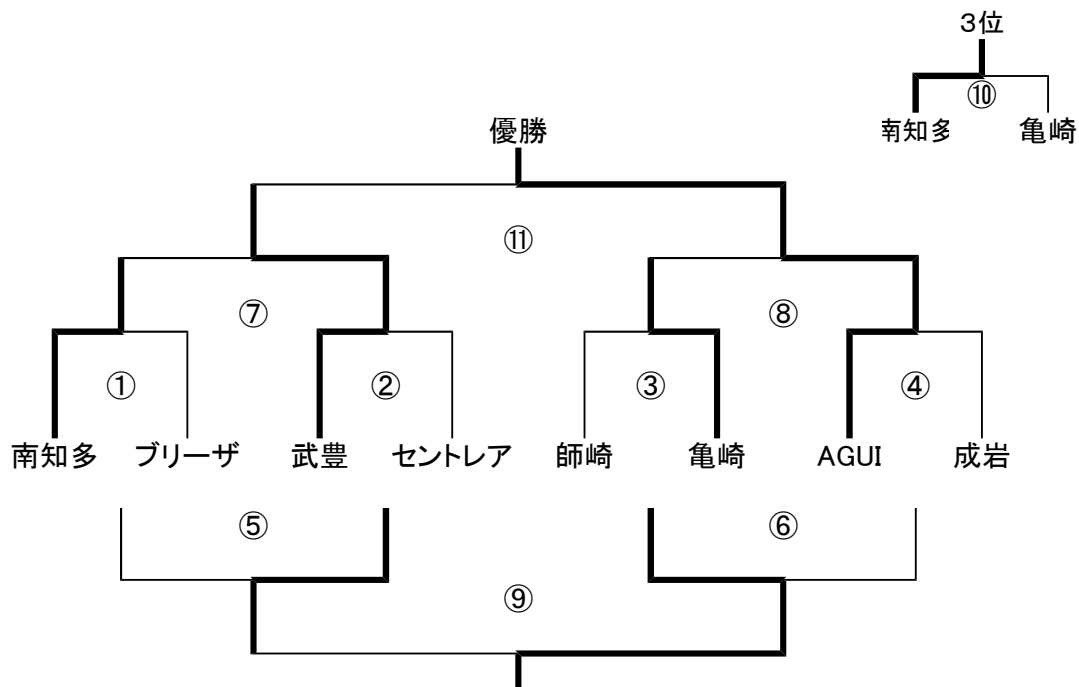 3位
⑩
南知多 亀崎
優勝
⑪
⑦ ⑧
① ② ③ ④
南知多 ブリーザ 武豊 セントレア 師崎 亀崎 AGUI 成岩
⑤ ⑥
⑨